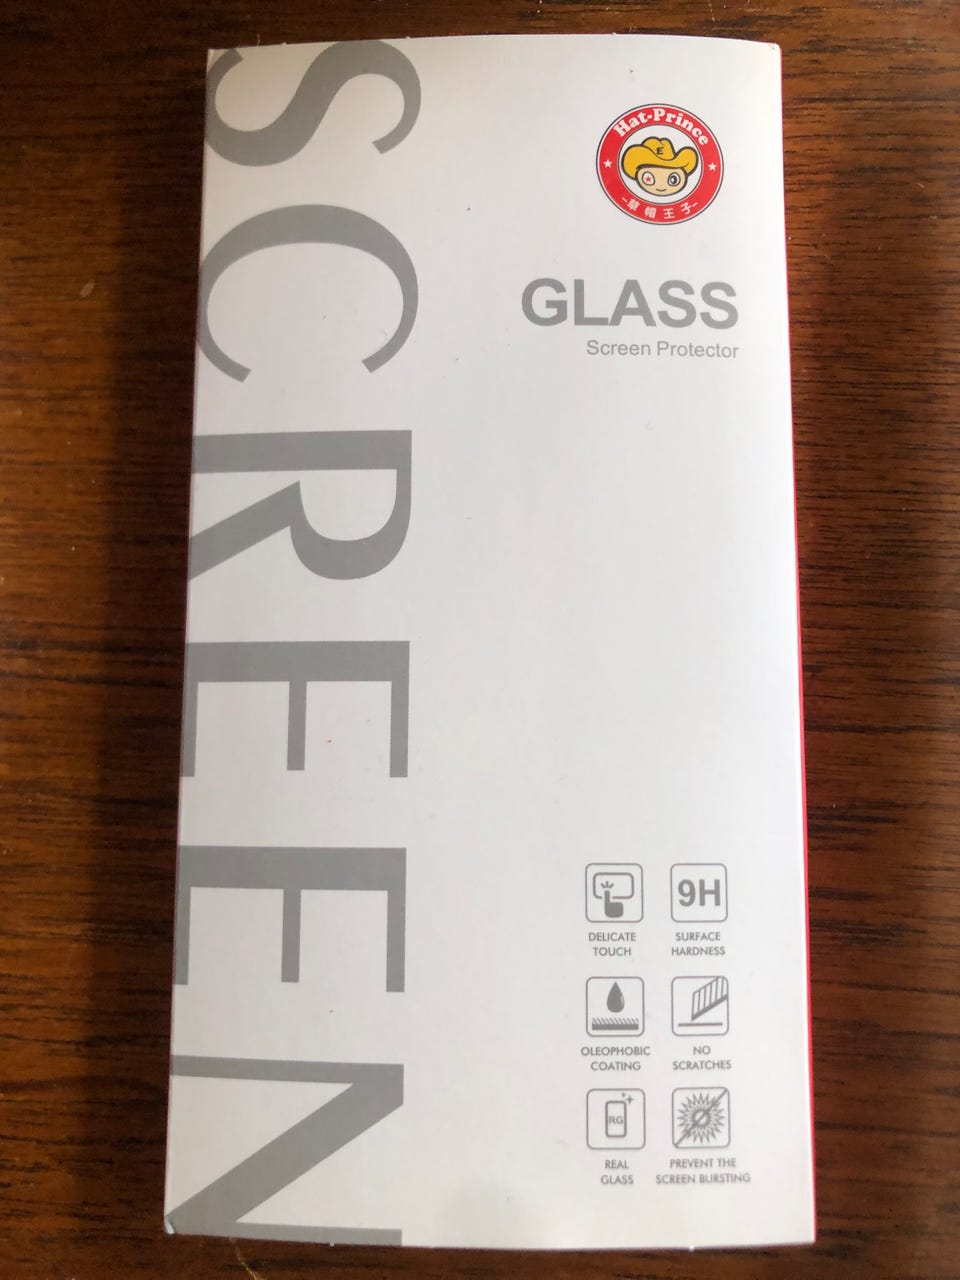 SCREEN
Hat-Prince
E
-草帽王子-
GLASS
Screen Protector
9H
DELICATE
TOUCH
SURFACE
HARDNESS
OLEOPHOBIC
COATING
NO
SCRATCHES
RG
REAL
GLASS
PREVENT THE
SCREEN BURSTING